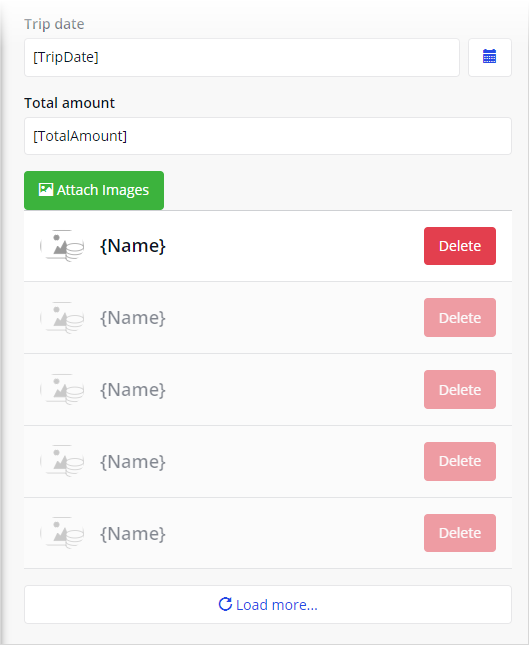 Trip date
[TripDate]
Total amount
[TotalAmount]
Attach Images
{Name} Delete
{Name} Delete
{Name} Delete
{Name} Delete
{Name} Delete
Load more...